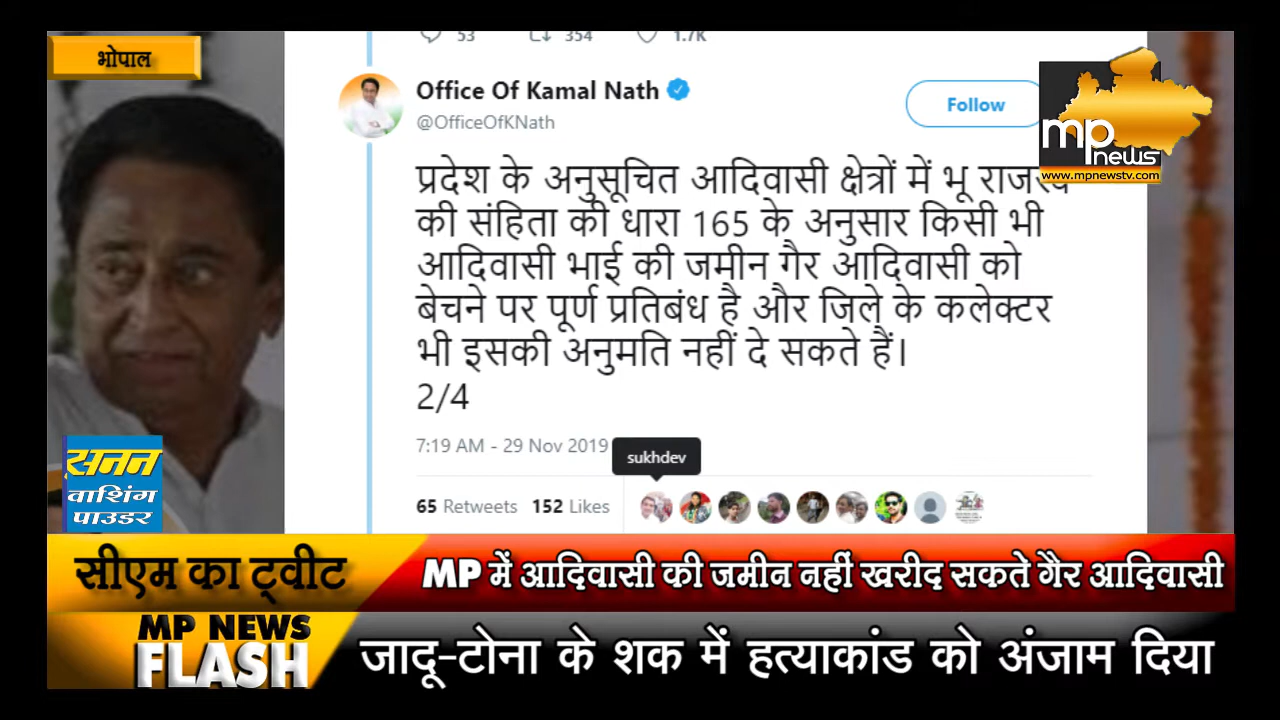 भोपाल
53 354 1.7K
Office Of Kamal Nath
@OfficeOfKNath
Follow
mp
news
www.mpnewstv.com
प्रदेश के अनुसूचित आदिवासी क्षेत्रों में भू
की संहिता की धारा 165 के अनुसार किसी भी
आदिवासी भाई की जमीन गैर आदिवासी को
बेचने पर पूर्ण प्रतिबंध है और जिले के कलेक्टर
भी इसकी अनुमति नहीं दे सकते हैं।
2/4
7:19 AM - 29 Nov 2019
sukhdev
65 Retweets 152 Likes
सनन
वाशिंग
पाउडर
सीएम का ट्वीट
MP में आदिवासी की जमीन नहीं खरीद सकते गैर आदिवासी
MP NEWS
FLASH
जादू-टोना के शक में हत्याकांड को अंजाम दिया